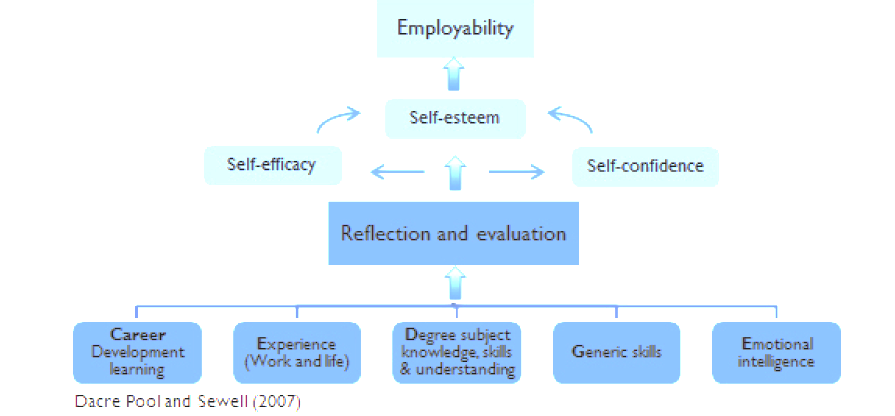 Employability
Self-esteem
Self-efficacy
Self-confidence
Reflection and evaluation
Career
Development
learning
Experience
(Work and life)
Degree subject
knowledge, skills
& understanding
Generic skills
Emotional
intelligence
Dacre Pool and Sewell (2007)